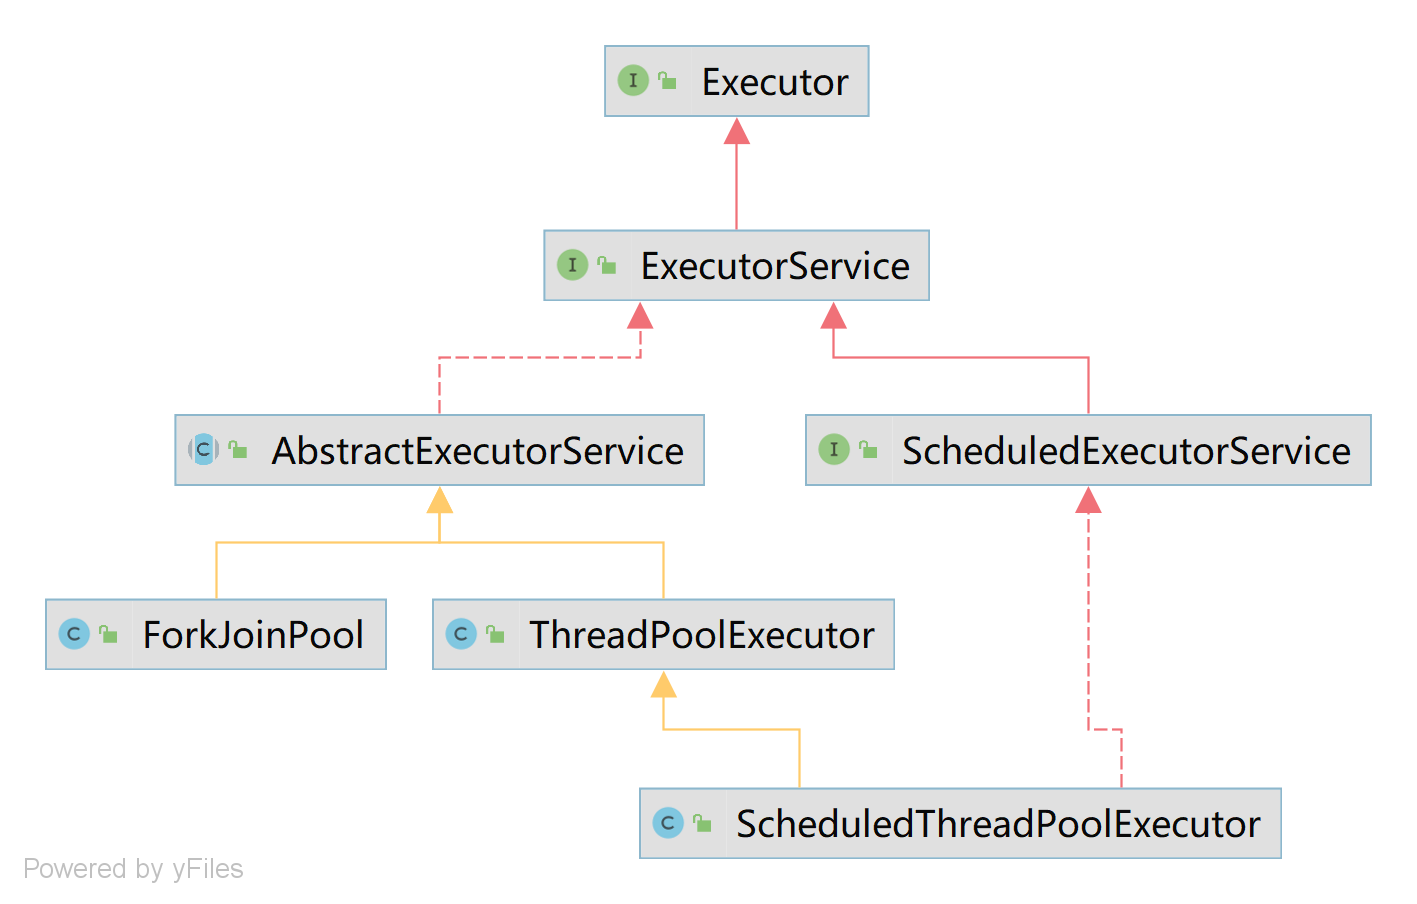 I Executor
I ExecutorService
C AbstractExecutorService
I ScheduledExecutorService
C ForkJoinPool
C ThreadPoolExecutor
C ScheduledThreadPoolExecutor
Powered by yFiles